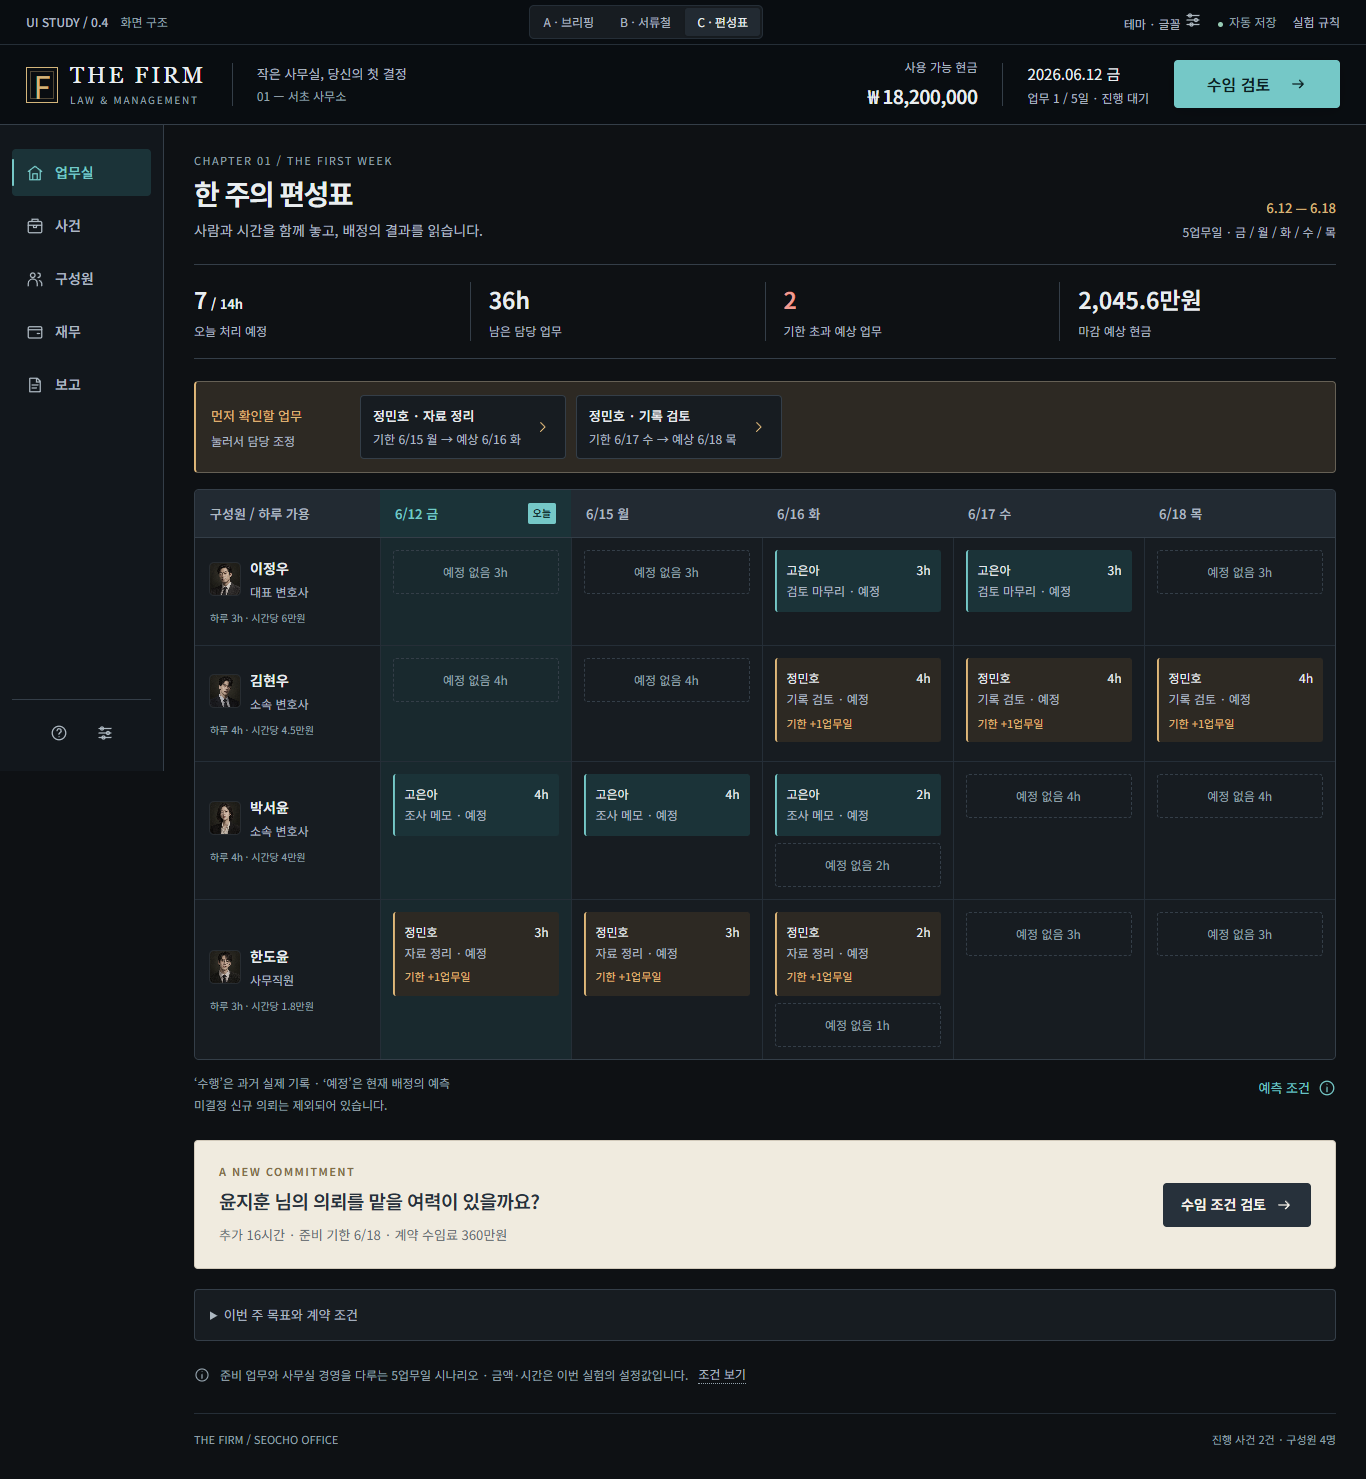 UI STUDY / 0.4 화면 구조
A · 브리핑 B · 서류철 C · 편성표
테마 · 글꼴 자동 저장 실험 규칙
F THE FIRM
LAW & MANAGEMENT
작은 사무실, 당신의 첫 결정
01 — 서초 사무소
사용 가능 현금
₩18,200,000
2026.06.12 금
업무 1 / 5일 · 진행 대기
수임 검토 →
업무실
사건
구성원
재무
보고
CHAPTER 01 / THE FIRST WEEK
한 주의 편성표
사람과 시간을 함께 놓고, 배정의 결과를 읽습니다.
6.12 — 6.18
5업무일 · 금 / 월 / 화 / 수 / 목
7 / 14h
오늘 처리 예정
36h
남은 담당 업무
2
기한 초과 예상 업무
2,045.6만원
마감 예상 현금
먼저 확인할 업무
눌러서 담당 조정
정민호 · 자료 정리
기한 6/15 월 → 예상 6/16 화
정민호 · 기록 검토
기한 6/17 수 → 예상 6/18 목
구성원 / 하루 가용 6/12 금 오늘 6/15 월 6/16 화 6/17 수 6/18 목
이정우
대표 변호사
하루 3h · 시간당 6만원
예정 없음 3h
예정 없음 3h
고은아 3h
검토 마무리 · 예정
고은아 3h
검토 마무리 · 예정
예정 없음 3h
김현우
소속 변호사
하루 4h · 시간당 4.5만원
예정 없음 4h
예정 없음 4h
정민호 4h
기록 검토 · 예정
기한 +1업무일
정민호 4h
기록 검토 · 예정
기한 +1업무일
정민호 4h
기록 검토 · 예정
기한 +1업무일
박서윤
소속 변호사
하루 4h · 시간당 4만원
고은아 4h
조사 메모 · 예정
고은아 4h
조사 메모 · 예정
고은아 2h
조사 메모 · 예정
예정 없음 2h
예정 없음 4h
예정 없음 4h
한도윤
사무직원
하루 3h · 시간당 1.8만원
정민호 3h
자료 정리 · 예정
기한 +1업무일
정민호 3h
자료 정리 · 예정
기한 +1업무일
정민호 2h
자료 정리 · 예정
기한 +1업무일
예정 없음 1h
예정 없음 3h
예정 없음 3h
‘수행’은 과거 실제 기록 · ‘예정’은 현재 배정의 예측
미결정 신규 의뢰는 제외되어 있습니다.
예측 조건
A NEW COMMITMENT
윤지훈 님의 의뢰를 맡을 여력이 있을까요?
추가 16시간 · 준비 기한 6/18 · 계약 수임료 360만원
수임 조건 검토 →
▶ 이번 주 목표와 계약 조건
준비 업무와 사무실 경영을 다루는 5업무일 시나리오 · 금액·시간은 이번 실험의 설정값입니다. 조건 보기
THE FIRM / SEOCHO OFFICE
진행 사건 2건 · 구성원 4명